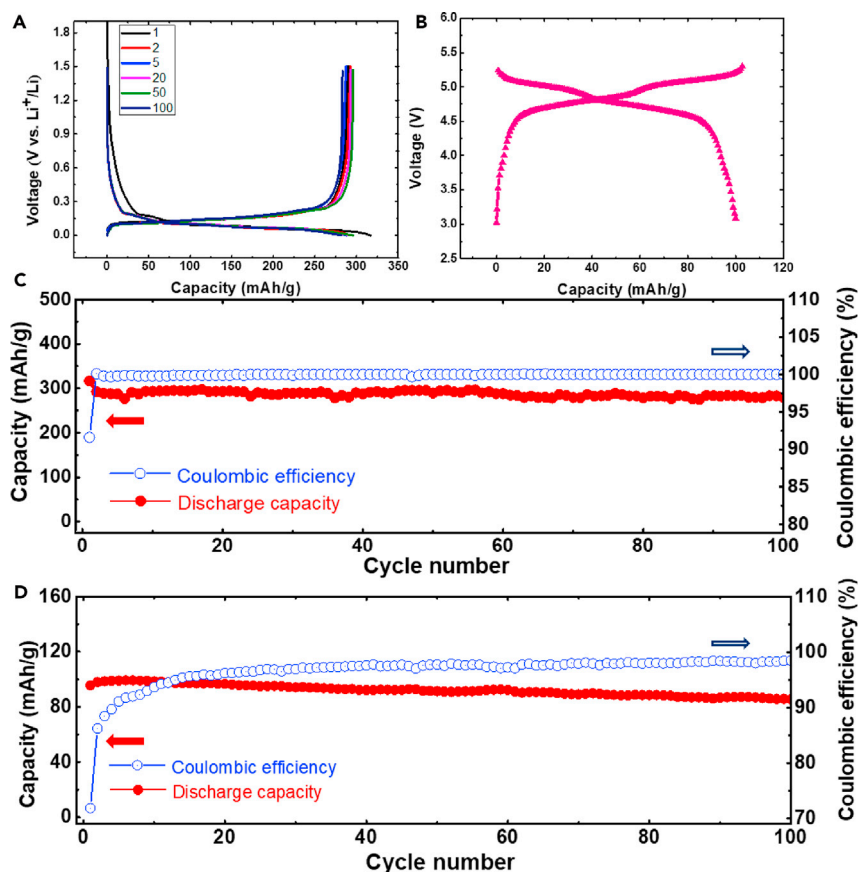 A
Voltage (V vs. Li⁺/Li)
1.8
1.5
1.2
0.9
0.6
0.3
0.0
1
2
5
20
50
100
0 50 100 150 200 250 300 350
Capacity (mAh/g)
B
Voltage (V)
6.0
5.5
5.0
4.5
4.0
3.5
3.0
2.5
0 20 40 60 80 100 120
Capacity (mAh/g)
C
Capacity (mAh/g)
500
400
300
200
100
0
Coulombic efficiency
Discharge capacity
110
105
100
95
90
85
80
Coulombic efficiency (%)
0 20 40 60 80 100
Cycle number
D
Capacity (mAh/g)
160
120
80
40
0
Coulombic efficiency
Discharge capacity
110
100
90
80
70
Coulombic efficiency (%)
0 20 40 60 80 100
Cycle number